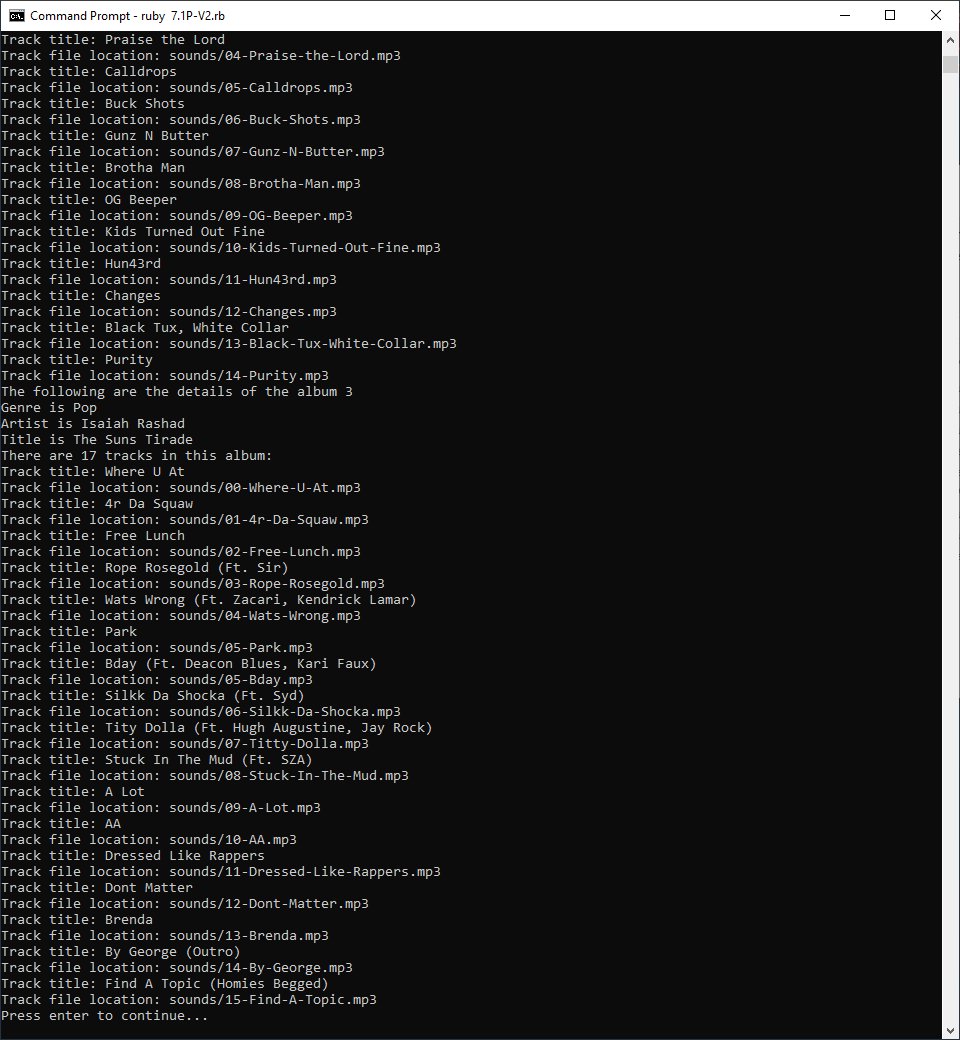 Command Prompt - ruby  7.1P-V2.rb
Track title: Praise the Lord
Track file location: sounds/04-Praise-the-Lord.mp3
Track title: Calldrops
Track file location: sounds/05-Calldrops.mp3
Track title: Buck Shots
Track file location: sounds/06-Buck-Shots.mp3
Track title: Gunz N Butter
Track file location: sounds/07-Gunz-N-Butter.mp3
Track title: Brotha Man
Track file location: sounds/08-Brotha-Man.mp3
Track title: OG Beeper
Track file location: sounds/09-OG-Beeper.mp3
Track title: Kids Turned Out Fine
Track file location: sounds/10-Kids-Turned-Out-Fine.mp3
Track title: Hun43rd
Track file location: sounds/11-Hun43rd.mp3
Track title: Changes
Track file location: sounds/12-Changes.mp3
Track title: Black Tux, White Collar
Track file location: sounds/13-Black-Tux-White-Collar.mp3
Track title: Purity
Track file location: sounds/14-Purity.mp3
The following are the details of the album 3
Genre is Pop
Artist is Isaiah Rashad
Title is The Suns Tirade
There are 17 tracks in this album:
Track title: Where U At
Track file location: sounds/00-Where-U-At.mp3
Track title: 4r Da Squaw
Track file location: sounds/01-4r-Da-Squaw.mp3
Track title: Free Lunch
Track file location: sounds/02-Free-Lunch.mp3
Track title: Rope Rosegold (Ft. Sir)
Track file location: sounds/03-Rope-Rosegold.mp3
Track title: Wats Wrong (Ft. Zacari, Kendrick Lamar)
Track file location: sounds/04-Wats-Wrong.mp3
Track title: Park
Track file location: sounds/05-Park.mp3
Track title: Bday (Ft. Deacon Blues, Kari Faux)
Track file location: sounds/05-Bday.mp3
Track title: Silkk Da Shocka (Ft. Syd)
Track file location: sounds/06-Silkk-Da-Shocka.mp3
Track title: Tity Dolla (Ft. Hugh Augustine, Jay Rock)
Track file location: sounds/07-Titty-Dolla.mp3
Track title: Stuck In The Mud (Ft. SZA)
Track file location: sounds/08-Stuck-In-The-Mud.mp3
Track title: A Lot
Track file location: sounds/09-A-Lot.mp3
Track title: AA
Track file location: sounds/10-AA.mp3
Track title: Dressed Like Rappers
Track file location: sounds/11-Dressed-Like-Rappers.mp3
Track title: Dont Matter
Track file location: sounds/12-Dont-Matter.mp3
Track title: Brenda
Track file location: sounds/13-Brenda.mp3
Track title: By George (Outro)
Track file location: sounds/14-By-George.mp3
Track title: Find A Topic (Homies Begged)
Track file location: sounds/15-Find-A-Topic.mp3
Press enter to continue...